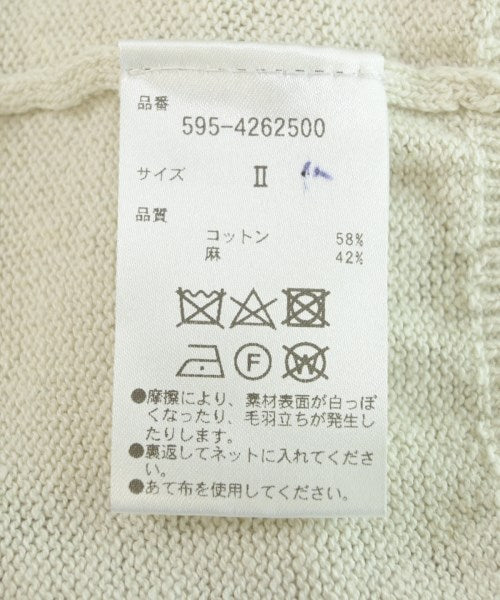 品番
595-4262500
サイズ II
品質
コットン 58%
麻 42%
F W
●摩擦により、素材表面が白っぽ
くなったり、毛羽立ちが発生し
たりします。
●裏返してネットに入れてくださ
い。
●あて布を使用してください。